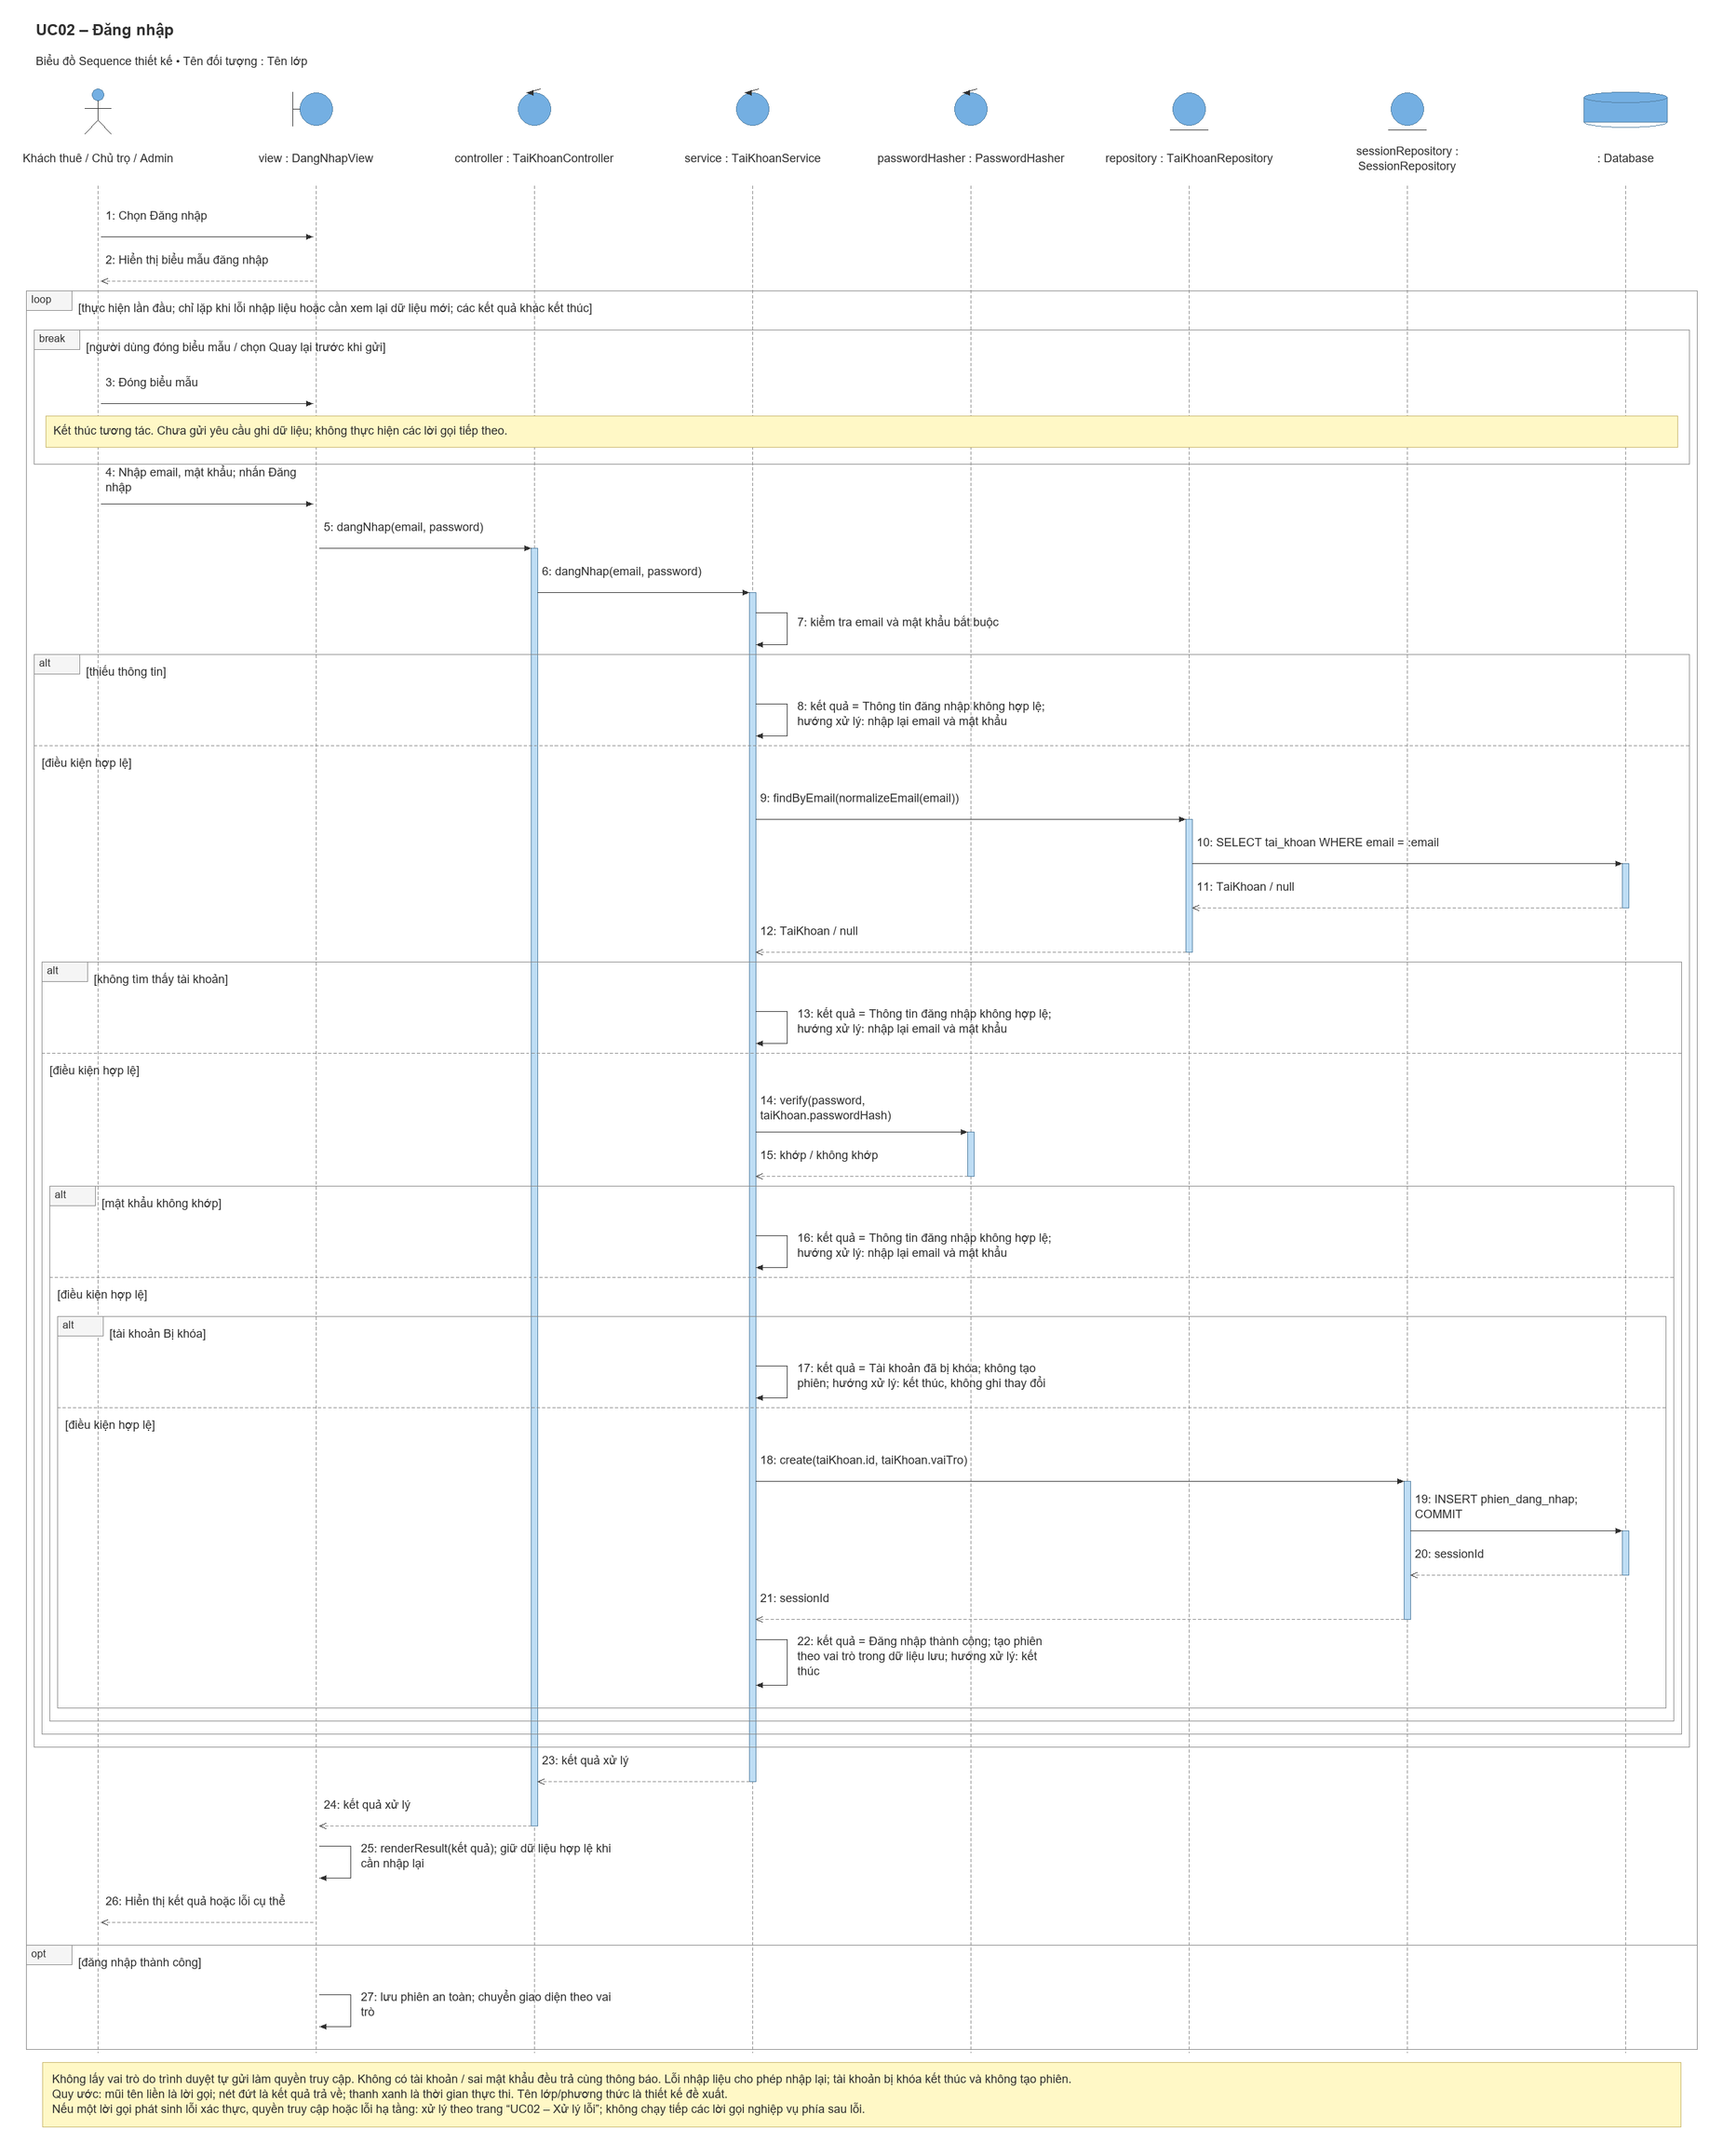 UC02 – Đăng nhập
Biểu đồ Sequence thiết kế • Tên đối tượng : Tên lớp
Khách thuê / Chủ trọ / Admin
view : DangNhapView
controller : TaiKhoanController
service : TaiKhoanService
passwordHasher : PasswordHasher
repository : TaiKhoanRepository
sessionRepository :
SessionRepository
: Database
1: Chọn Đăng nhập
2: Hiển thị biểu mẫu đăng nhập
loop
[thực hiện lần đầu; chỉ lặp khi lỗi nhập liệu hoặc cần xem lại dữ liệu mới; các kết quả khác kết thúc]
break
[người dùng đóng biểu mẫu / chọn Quay lại trước khi gửi]
3: Đóng biểu mẫu
Kết thúc tương tác. Chưa gửi yêu cầu ghi dữ liệu; không thực hiện các lời gọi tiếp theo.
4: Nhập email, mật khẩu; nhấn Đăng
nhập
5: dangNhap(email, password)
6: dangNhap(email, password)
7: kiểm tra email và mật khẩu bắt buộc
alt
[thiếu thông tin]
8: kết quả = Thông tin đăng nhập không hợp lệ;
hướng xử lý: nhập lại email và mật khẩu
[điều kiện hợp lệ]
9: findByEmail(normalizeEmail(email))
10: SELECT tai_khoan WHERE email = :email
11: TaiKhoan / null
12: TaiKhoan / null
alt
[không tìm thấy tài khoản]
13: kết quả = Thông tin đăng nhập không hợp lệ;
hướng xử lý: nhập lại email và mật khẩu
[điều kiện hợp lệ]
14: verify(password,
taiKhoan.passwordHash)
15: khớp / không khớp
alt
[mật khẩu không khớp]
16: kết quả = Thông tin đăng nhập không hợp lệ;
hướng xử lý: nhập lại email và mật khẩu
[điều kiện hợp lệ]
alt
[tài khoản Bị khóa]
17: kết quả = Tài khoản đã bị khóa; không tạo
phiên; hướng xử lý: kết thúc, không ghi thay đổi
[điều kiện hợp lệ]
18: create(taiKhoan.id, taiKhoan.vaiTro)
19: INSERT phien_dang_nhap;
COMMIT
20: sessionId
21: sessionId
22: kết quả = Đăng nhập thành công; tạo phiên
theo vai trò trong dữ liệu lưu; hướng xử lý: kết
thúc
23: kết quả xử lý
24: kết quả xử lý
25: renderResult(kết quả); giữ dữ liệu hợp lệ khi
cần nhập lại
26: Hiển thị kết quả hoặc lỗi cụ thể
opt
[đăng nhập thành công]
27: lưu phiên an toàn; chuyển giao diện theo vai
trò
Không lấy vai trò do trình duyệt tự gửi làm quyền truy cập. Không có tài khoản / sai mật khẩu đều trả cùng thông báo. Lỗi nhập liệu cho phép nhập lại; tài khoản bị khóa kết thúc và không tạo phiên.
Quy ước: mũi tên liền là lời gọi; nét đứt là kết quả trả về; thanh xanh là thời gian thực thi. Tên lớp/phương thức là thiết kế đề xuất.
Nếu một lời gọi phát sinh lỗi xác thực, quyền truy cập hoặc lỗi hạ tầng: xử lý theo trang “UC02 – Xử lý lỗi”; không chạy tiếp các lời gọi nghiệp vụ phía sau lỗi.